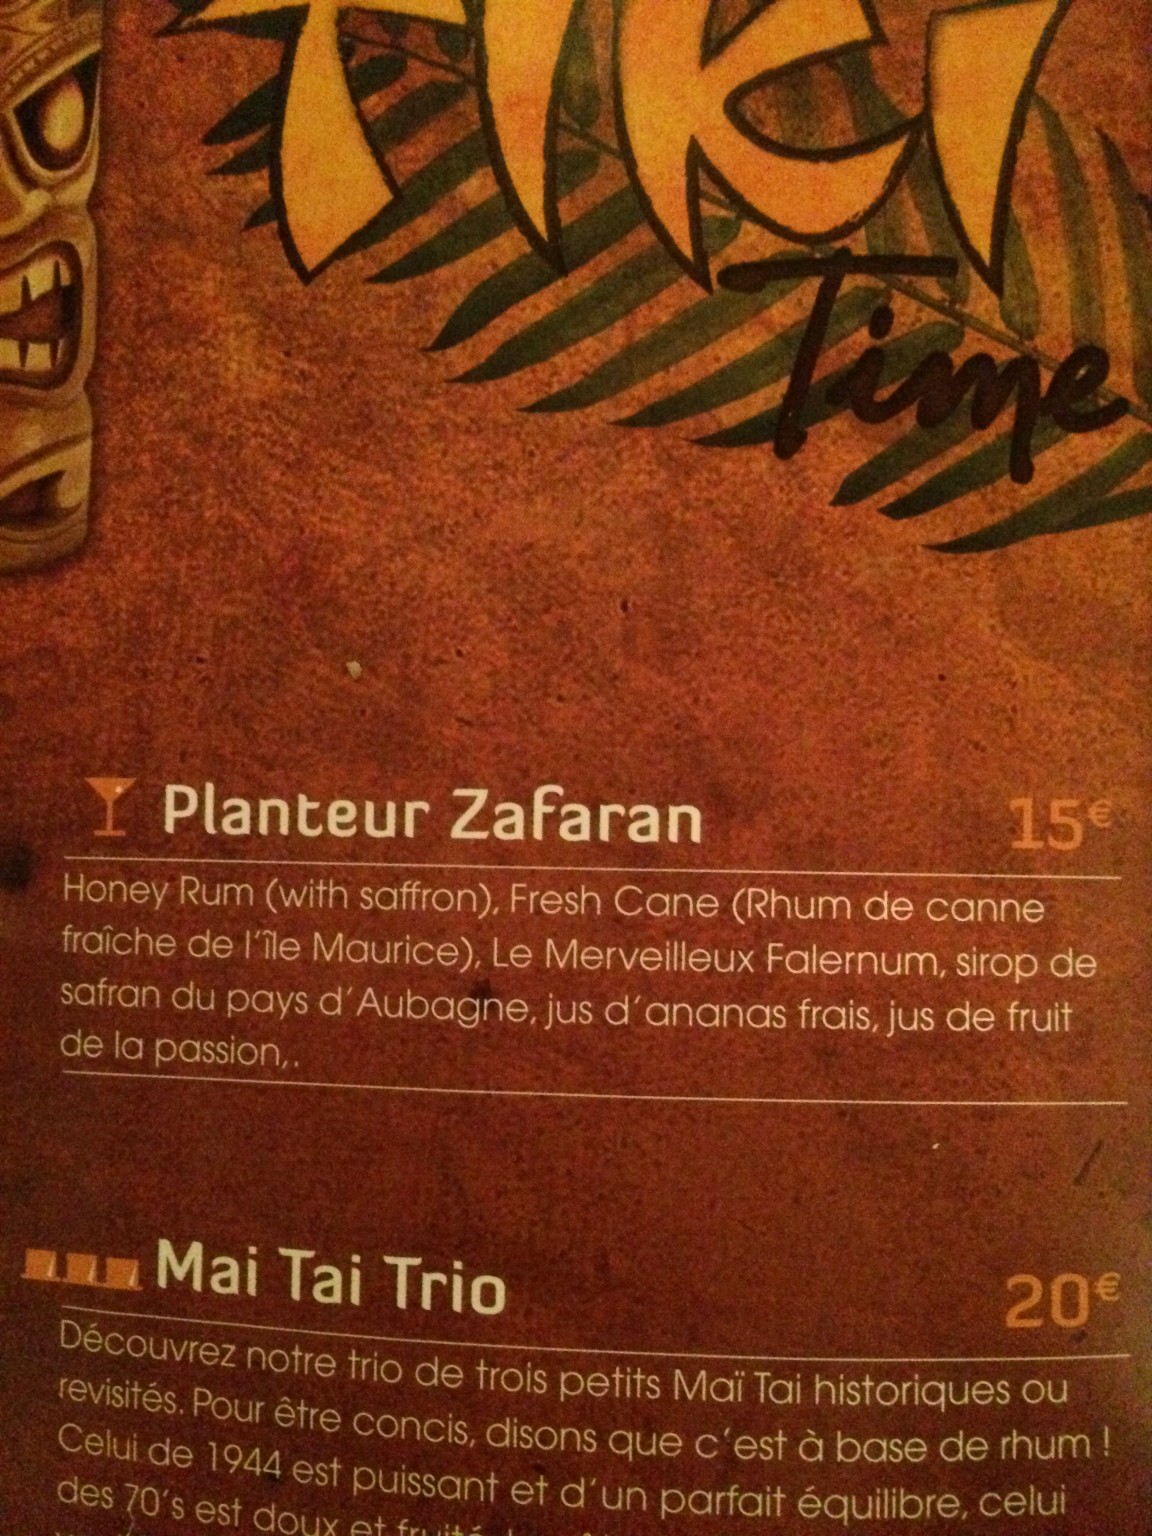 Tiki
Time
Planteur Zafaran 15€
Honey Rum (with saffron), Fresh Cane (Rhum de canne
fraîche de l'île Maurice), Le Merveilleux Falernum, sirop de
safran du pays d'Aubagne, jus d'ananas frais, jus de fruit
de la passion,.
Mai Tai Trio 20€
Découvrez notre trio de trois petits Maï Tai historiques ou
revisités. Pour être concis, disons que c'est à base de rhum !
Celui de 1944 est puissant et d'un parfait équilibre, celui
des 70's est doux et fruité